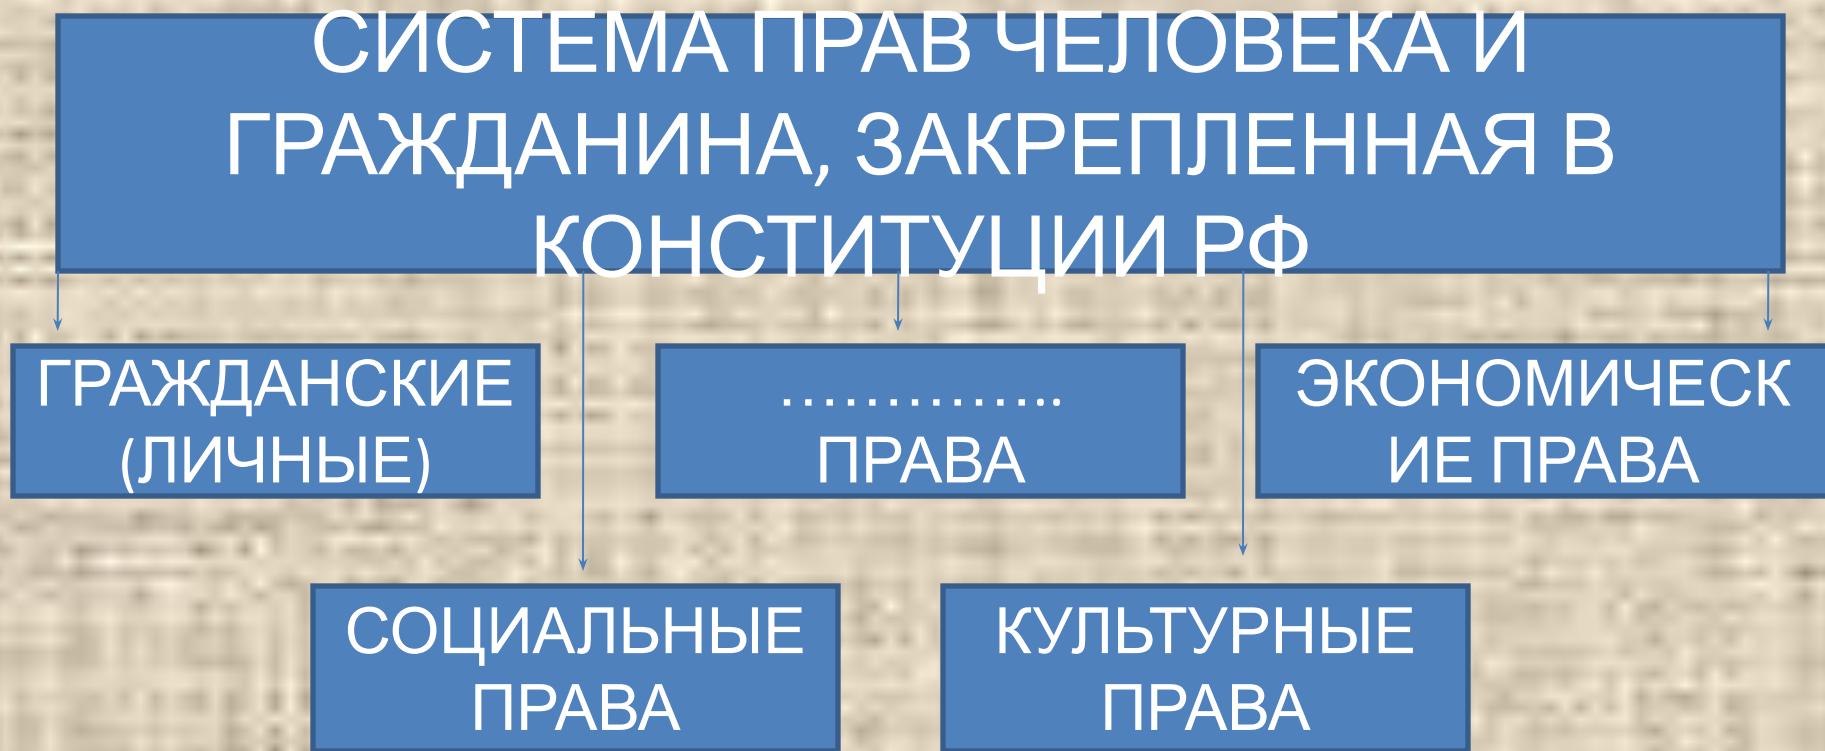 СИСТЕМА ПРАВ ЧЕЛОВЕКА И
ГРАЖДАНИНА, ЗАКРЕПЛЕННАЯ В
КОНСТИТУЦИИ РФ
ГРАЖДАНСКИЕ
(ЛИЧНЫЕ)
…………..
ПРАВА
ЭКОНОМИЧЕСК
ИЕ ПРАВА
СОЦИАЛЬНЫЕ
ПРАВА
КУЛЬТУРНЫЕ
ПРАВА